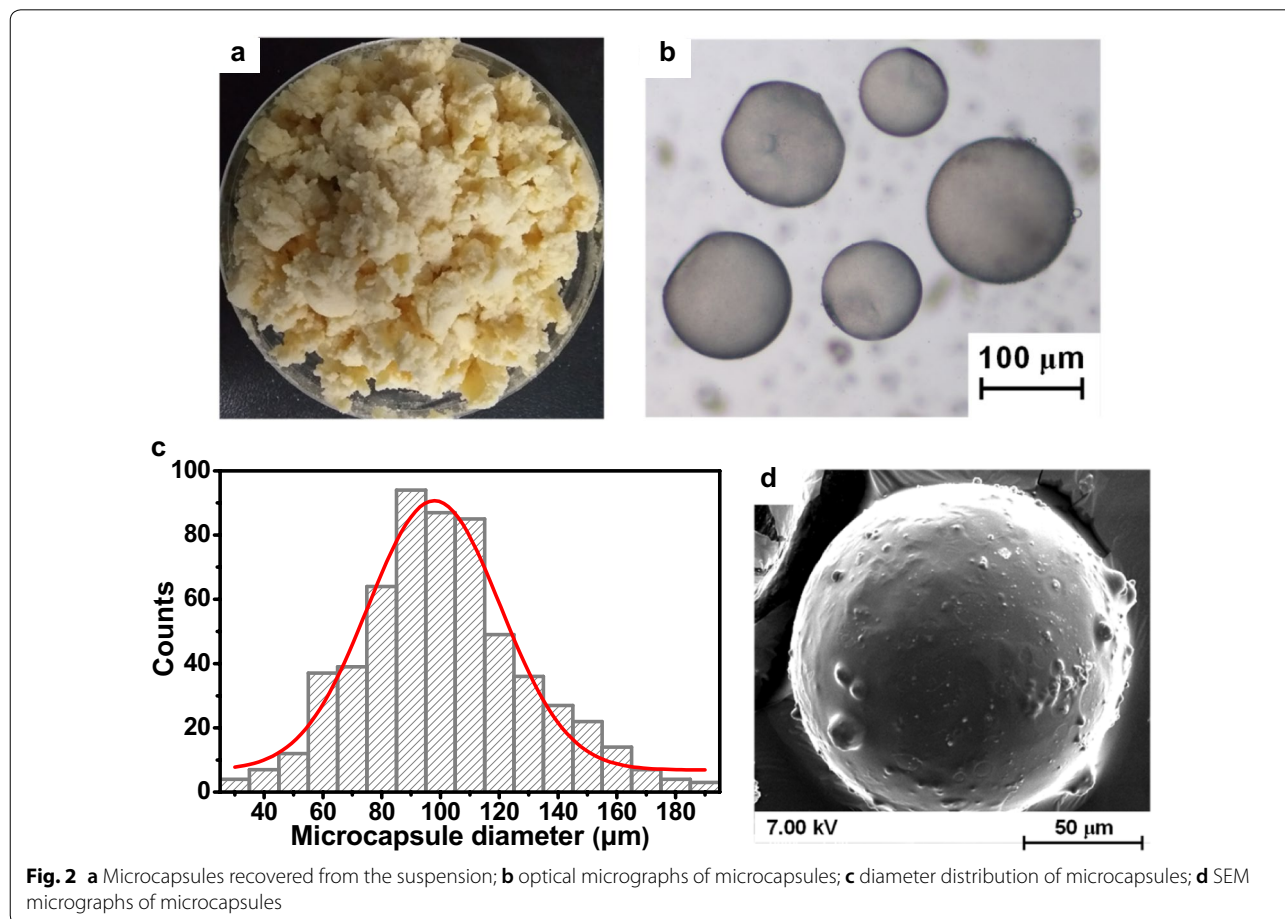 a
b
100 μm
c
100
80
60
40
20
0
Counts
40 60 80 100 120 140 160 180
Microcapsule diameter (μm)
d
7.00 kV
50 μm
Fig. 2 a Microcapsules recovered from the suspension; b optical micrographs of microcapsules; c diameter distribution of microcapsules; d SEM
micrographs of microcapsules